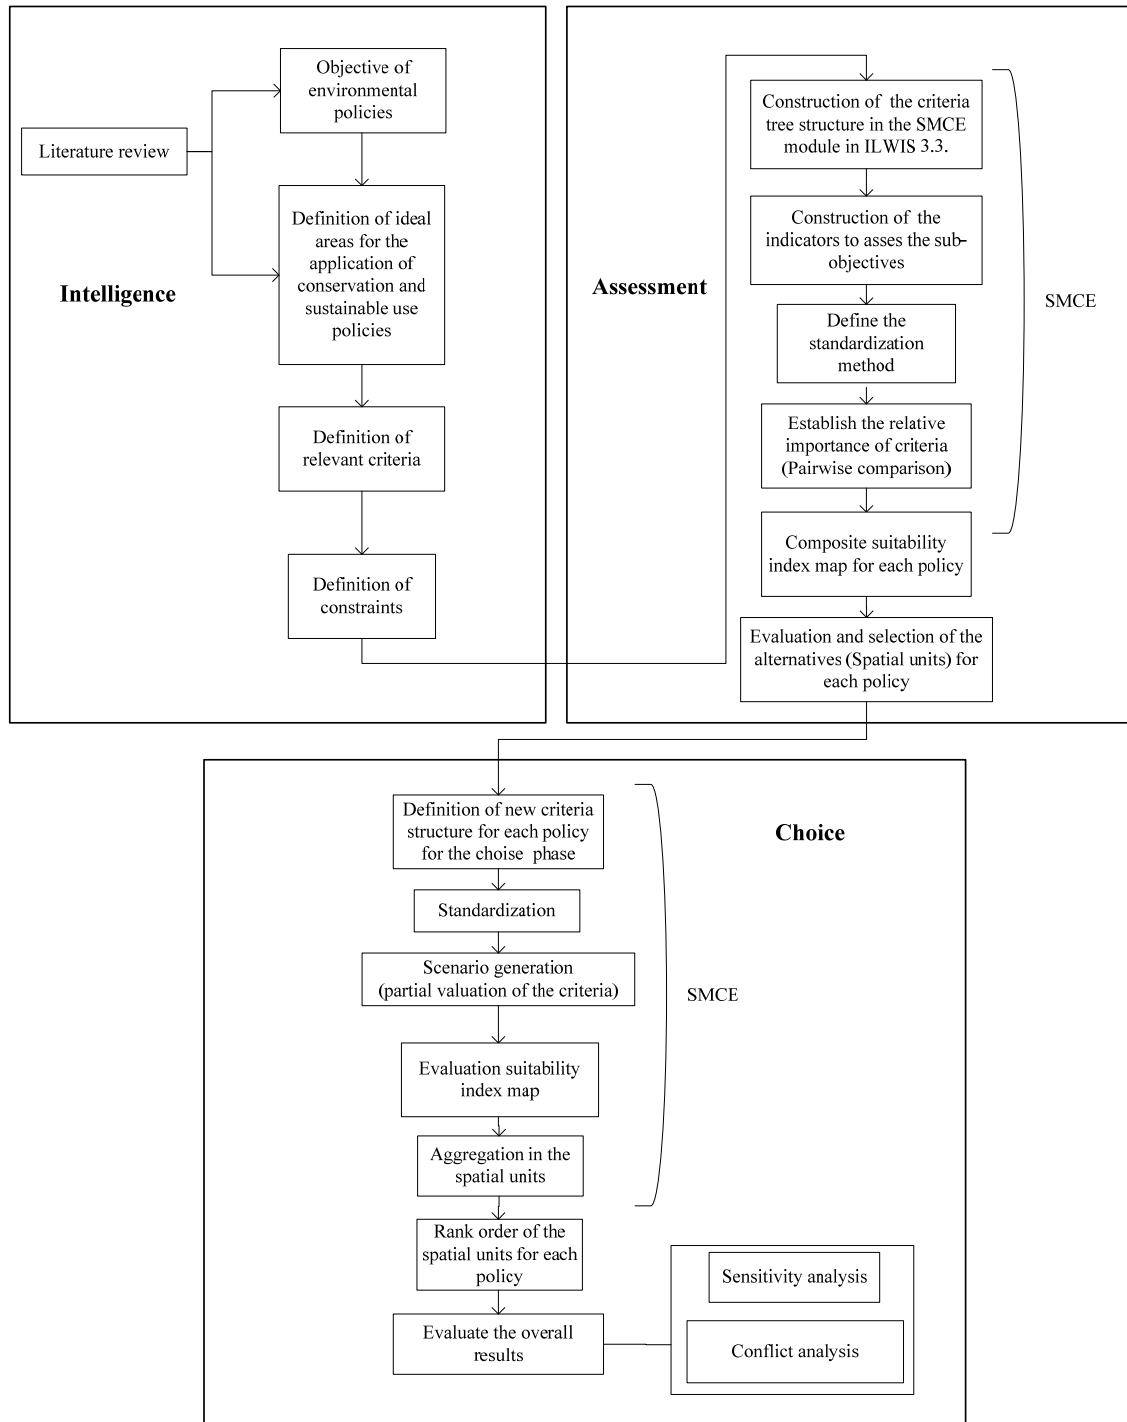 Literature review
Objective of
environmental
policies
Definition of ideal
areas for the
application of
conservation and
sustainable use
policies
Intelligence
Definition of
relevant criteria
Definition of
constraints
Construction of the criteria
tree structure in the SMCE
module in ILWIS 3.3.
Construction of the
indicators to asses the sub-
objectives
Assessment
SMCE
Define the
standardization
method
Establish the relative
importance of criteria
(Pairwise comparison)
Composite suitability
index map for each policy
Evaluation and selection of the
alternatives (Spatial units) for
each policy
Definition of new criteria
structure for each policy
for the choise phase
Choice
Standardization
Scenario generation
(partial valuation of the criteria)
SMCE
Evaluation suitability
index map
Aggregation in the
spatial units
Rank order of the
spatial units for each
policy
Evaluate the overall
results
Sensitivity analysis
Conflict analysis